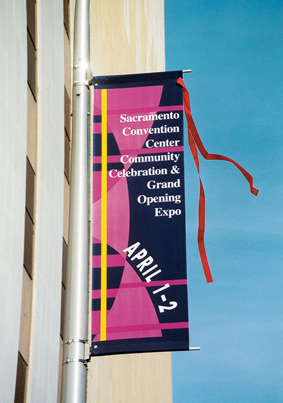 Sacramento
Convention
Center
Community
Celebration &
Grand
Opening
Expo
APRIL 1-2